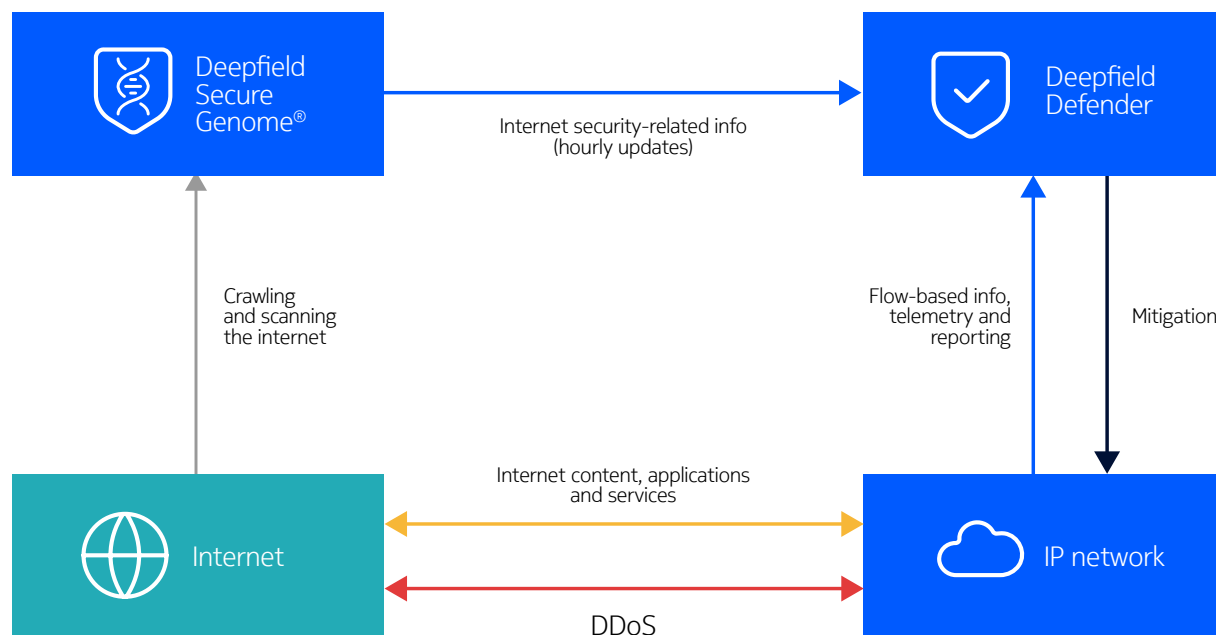 Deepfield
Secure
Genome®
Internet security-related info
(hourly updates)
Deepfield
Defender
Crawling
and scanning
the internet
Flow-based info,
telemetry and
reporting
Mitigation
Internet content, applications
and services
Internet
IP network
DDoS